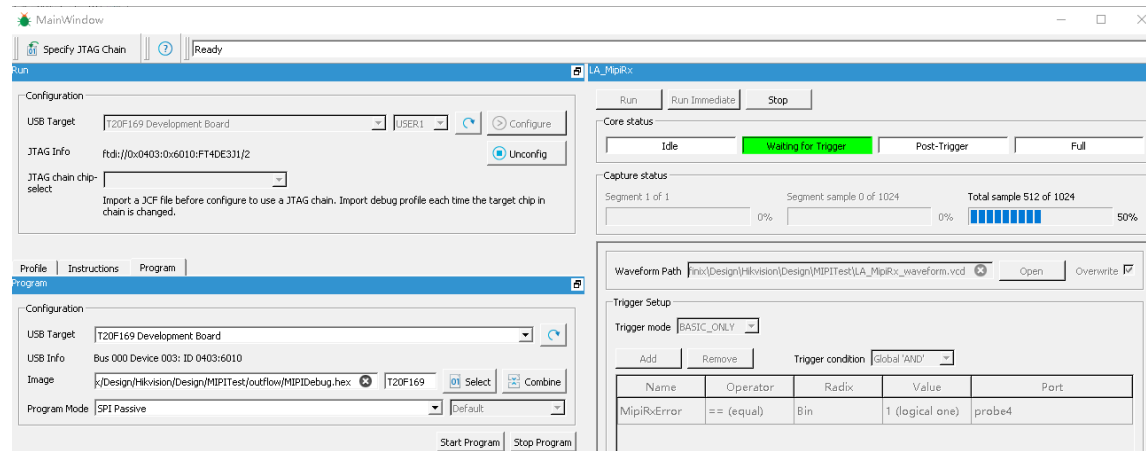 MainWindow
Specify JTAG Chain
Ready
Run
Configuration
USB Target T20F169 Development Board USER1 Configure
JTAG Info ftdi://0x0403:0x6010:FT4DE3J1/2 Unconfig
JTAG chain chip-
select
Import a JCF file before configure to use a JTAG chain. Import debug profile each time the target chip in
chain is changed.
Profile Instructions Program
Program
Configuration
USB Target T20F169 Development Board
USB Info Bus 000 Device 003: ID 0403:6010
Image x/Design/Hikvision/Design/MIPITest/outflow/MIPIDebug.hex T20F169 Select Combine
Program Mode SPI Passive Default
Start Program Stop Program
LA_MipiRx
Run Run Immediate Stop
Core status
Idle Waiting for Trigger Post-Trigger Full
Capture status
Segment 1 of 1 Segment sample 0 of 1024 Total sample 512 of 1024
0% 0% 50%
Waveform Path finix\Design\Hikvision\Design\MIPITest\LA_MipiRx_waveform.vcd Open Overwrite
Trigger Setup
Trigger mode BASIC_ONLY
Add Remove Trigger condition Global 'AND'
Name Operator Radix Value Port
MipiRxError == (equal) Bin 1 (logical one) probe4